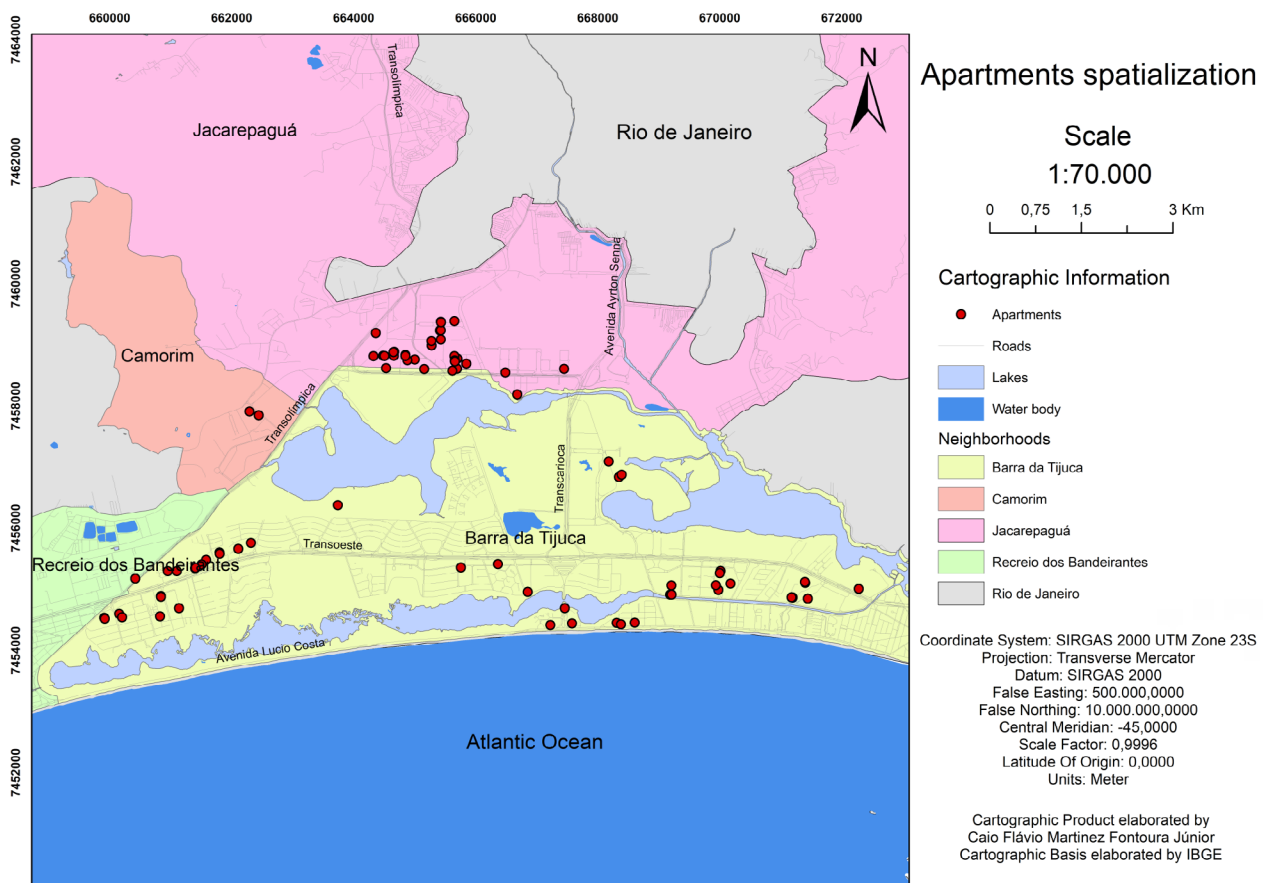 660000 662000 664000 666000 668000 670000 672000
7464000
7462000
7460000
7458000
7456000
7454000
7452000
Transolímpica
N
Jacarepaguá
Rio de Janeiro
Avenida Ayrton Senna
Camorim
Transolímpica
Transcarioca
Barra da Tijuca
Transoeste
Recreio dos Bandeirantes
Avenida Lucio Costa
Atlantic Ocean
Apartments spatialization
Scale
1:70.000
0 0,75 1,5 3 Km
Cartographic Information
Apartments
Roads
Lakes
Water body
Neighborhoods
Barra da Tijuca
Camorim
Jacarepaguá
Recreio dos Bandeirantes
Rio de Janeiro
Coordinate System: SIRGAS 2000 UTM Zone 23S
Projection: Transverse Mercator
Datum: SIRGAS 2000
False Easting: 500.000,0000
False Northing: 10.000.000,0000
Central Meridian: -45,0000
Scale Factor: 0,9996
Latitude Of Origin: 0,0000
Units: Meter
Cartographic Product elaborated by
Caio Flávio Martinez Fontoura Júnior
Cartographic Basis elaborated by IBGE